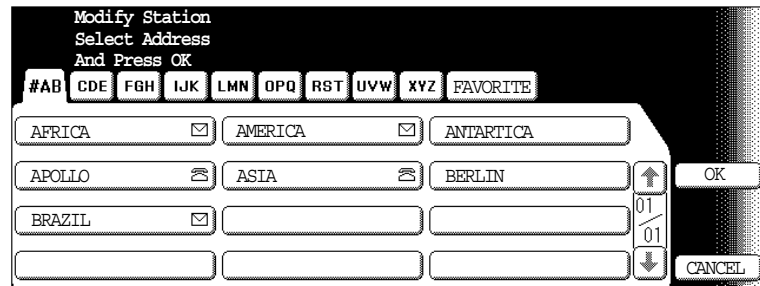 Modify Station
Select Address
And Press OK
#AB CDE FGH IJK LMN OPQ RST UVW XYZ FAVORITE
AFRICA AMERICA ANTARTICA
APOLLO ASIA BERLIN OK
BRAZIL 01
01
CANCEL